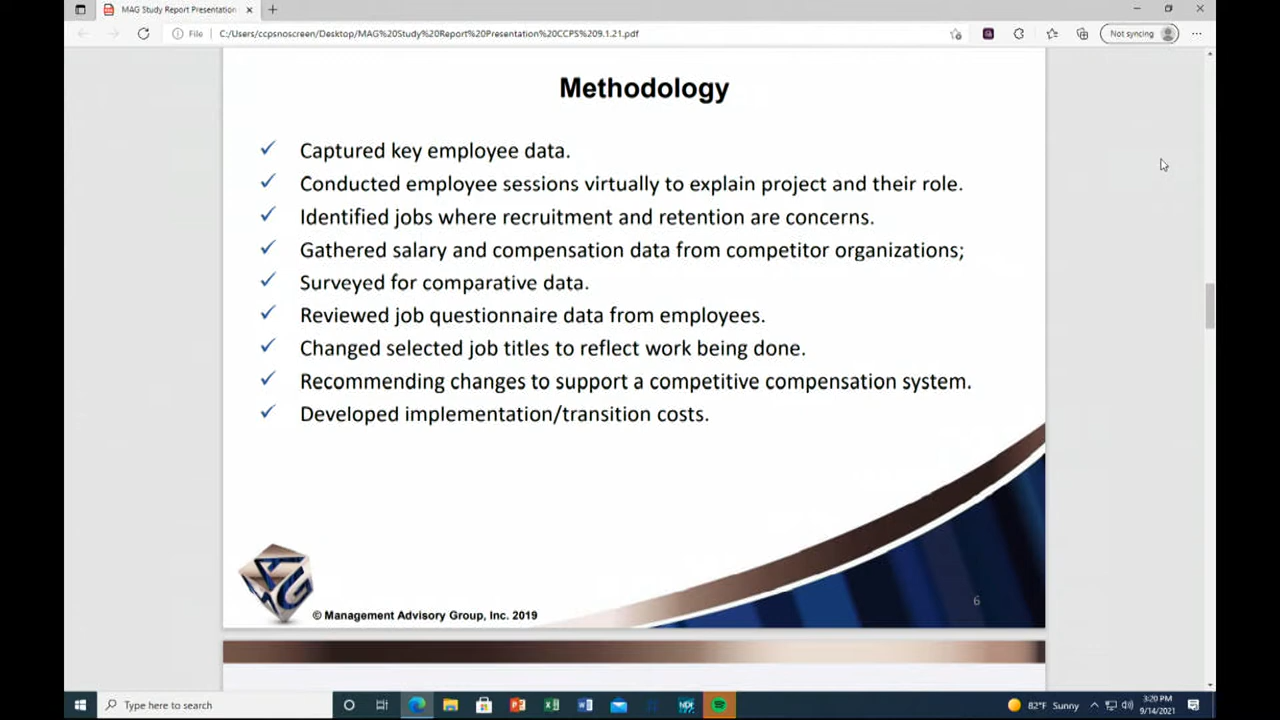 MAG Study Report Presentation
File
C:/Users/ccpsnoscreen/Desktop/MAG%20Study%20Report%20Presentation%20CCPS%209.1.21.pdf
Not syncing
Methodology
Captured key employee data.
Conducted employee sessions virtually to explain project and their role.
Identified jobs where recruitment and retention are concerns.
Gathered salary and compensation data from competitor organizations;
Surveyed for comparative data.
Reviewed job questionnaire data from employees.
Changed selected job titles to reflect work being done.
Recommending changes to support a competitive compensation system.
Developed implementation/transition costs.
MAG
© Management Advisory Group, Inc. 2019
6
Type here to search
82°F Sunny
3:20 PM
9/14/2021